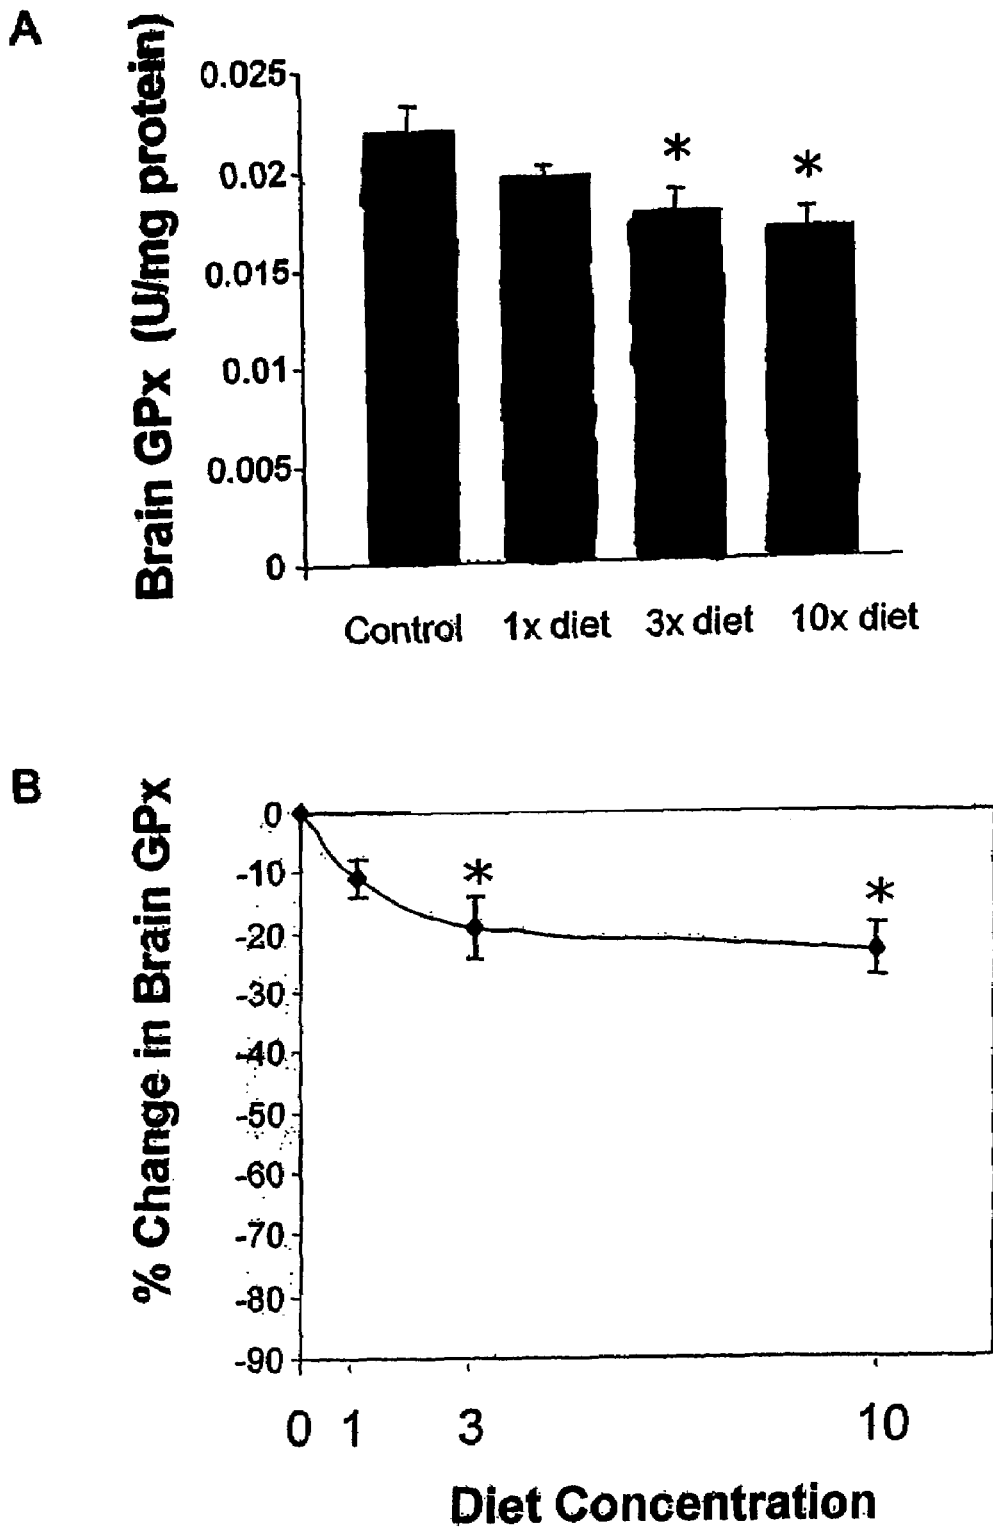 A
Brain GPx (U/mg protein)
0.025
0.02
0.015
0.01
0.005
0
*
*
Control 1x diet 3x diet 10x diet
B
% Change in Brain GPx
0
-10
-20
-30
-40
-50
-60
-70
-80
-90
*
*
0 1 3 10
Diet Concentration